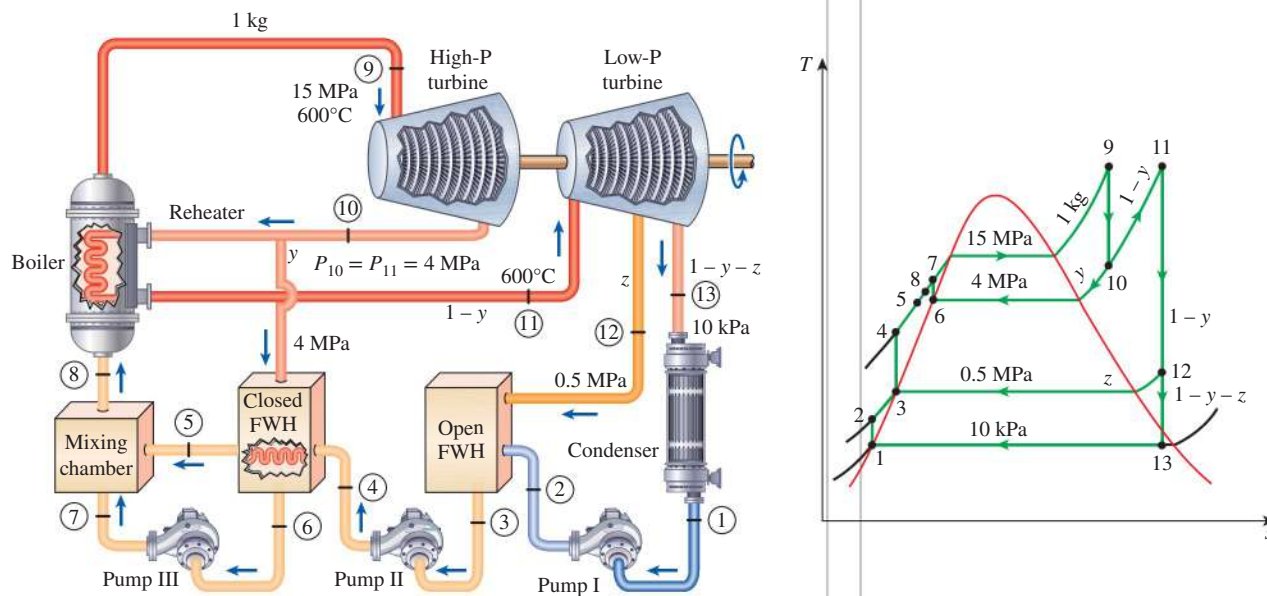 1 kg
9
15 MPa
600°C
High-P
turbine
Low-P
turbine
Reheater
10
y
P10 = P11 = 4 MPa
600°C
Boiler
1 – y
11
z
1 – y – z
13
12
10 kPa
4 MPa
0.5 MPa
8
Closed
FWH
Open
FWH
Condenser
Mixing
chamber
5
4
2
7
6
3
1
Pump III
Pump II
Pump I
T
9
11
1 kg
1 – y
15 MPa
7
8
y
10
5
4 MPa
6
4
1 – y
12
0.5 MPa
z
1 – y – z
3
2
10 kPa
1
13